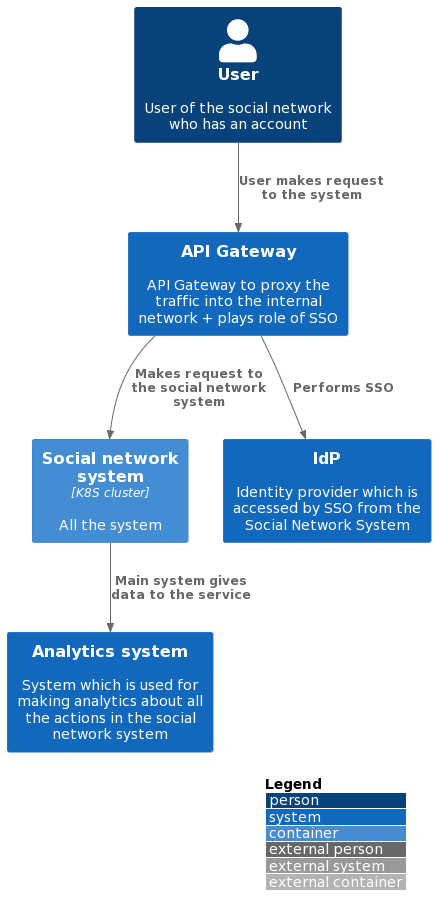 User
User of the social network
who has an account
User makes request
to the system
API Gateway
API Gateway to proxy the
traffic into the internal
network + plays role of SSO
Makes request to
the social network
system
Performs SSO
Social network
system
[K8S cluster]
All the system
IdP
Identity provider which is
accessed by SSO from the
Social Network System
Main system gives
data to the service
Analytics system
System which is used for
making analytics about all
the actions in the social
network system
Legend
person
system
container
external person
external system
external container